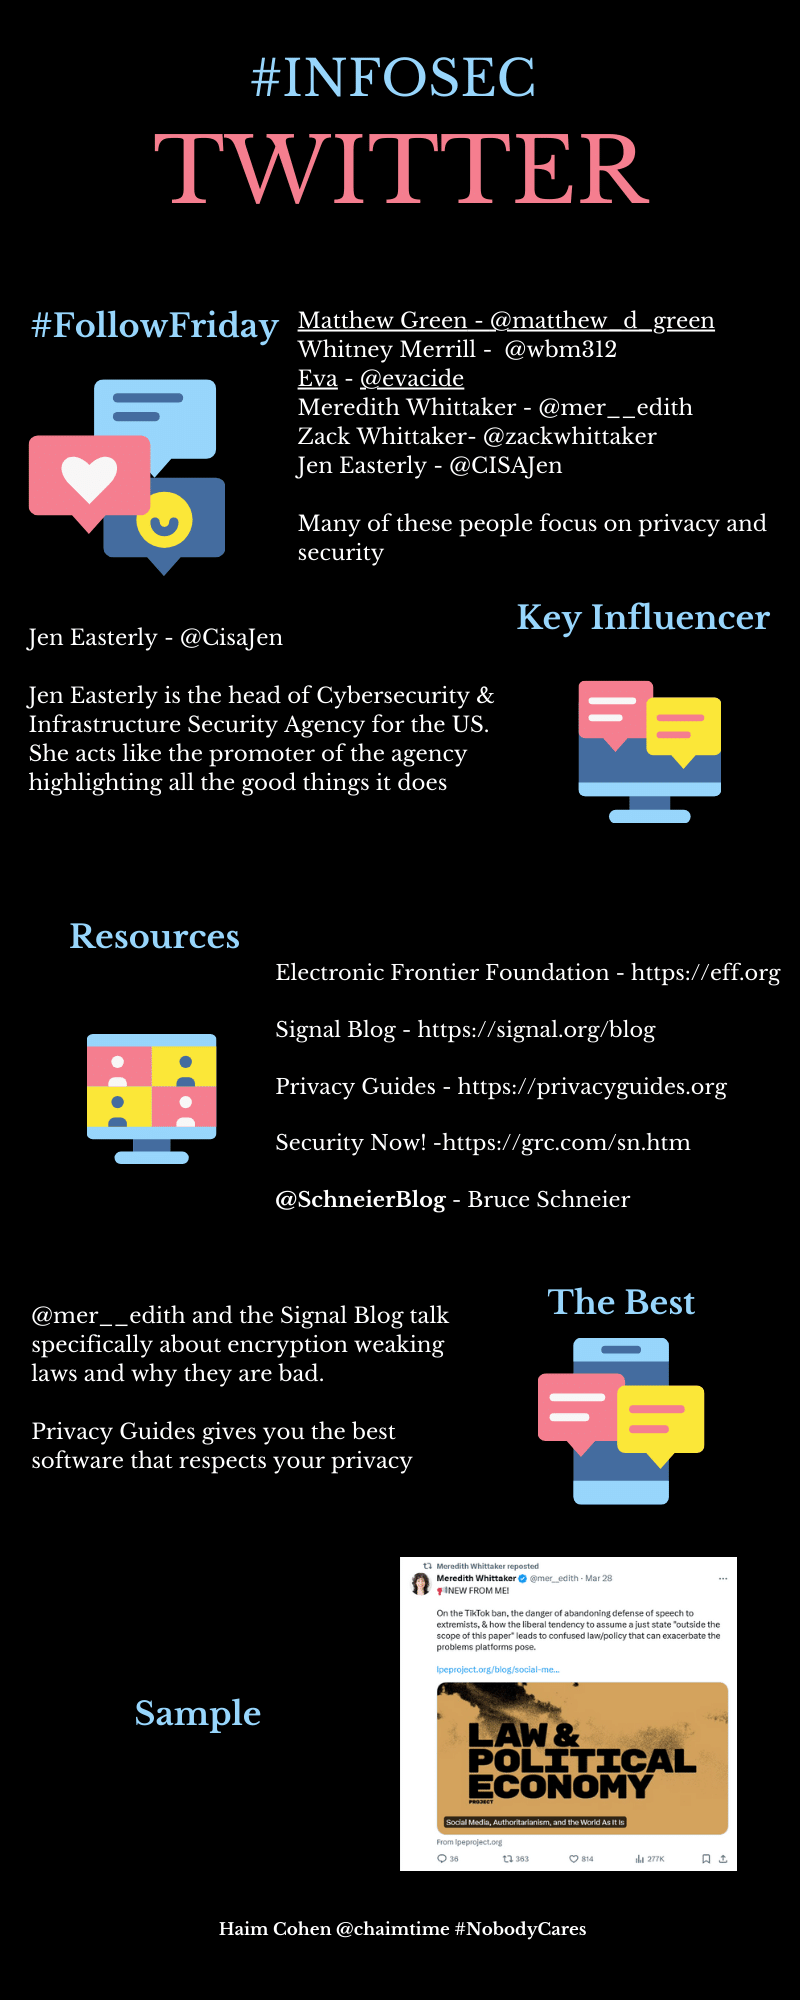 #INFOSEC
TWITTER
#FollowFriday
Matthew Green - @matthew_d_green
Whitney Merrill -  @wbm312
Eva - @evacide
Meredith Whittaker - @mer__edith
Zack Whittaker- @zackwhittaker
Jen Easterly - @CISAJen
Many of these people focus on privacy and
security
Key Influencer
Jen Easterly - @CisaJen
Jen Easterly is the head of Cybersecurity &
Infrastructure Security Agency for the US.
She acts like the promoter of the agency
highlighting all the good things it does
Resources
Electronic Frontier Foundation - https://eff.org
Signal Blog - https://signal.org/blog
Privacy Guides - https://privacyguides.org
Security Now! -https://grc.com/sn.htm
@SchneierBlog - Bruce Schneier
The Best
@mer__edith and the Signal Blog talk
specifically about encryption weaking
laws and why they are bad.
Privacy Guides gives you the best
software that respects your privacy
Sample
Meredith Whittaker reposted
Meredith Whittaker @mer__edith · Mar 28
NEW FROM ME!
On the TikTok ban, the danger of abandoning defense of speech to
extremists, & how the liberal tendency to assume a just state "outside the
scope of this paper" leads to confused law/policy that can exacerbate the
problems platforms pose.
lpeproject.org/blog/social-me...
LAW &
POLITICAL
ECONOMY
PROJECT
Social Media, Authoritarianism, and the World As It Is
From lpeproject.org
36 363 814 277K
Haim Cohen @chaimtime #NobodyCares